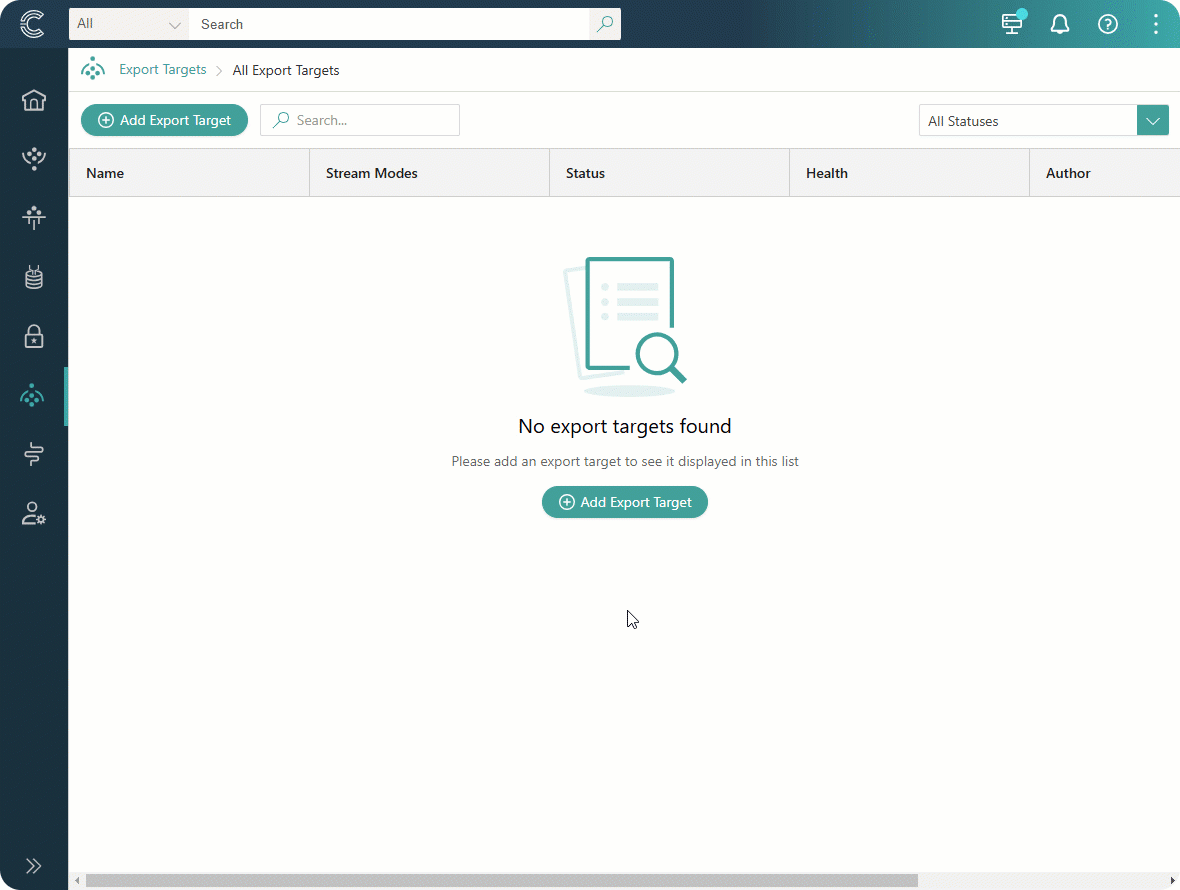 All
Search
Export Targets
All Export Targets
Add Export Target
Search...
All Statuses
Name
Stream Modes
Status
Health
Author
No export targets found
Please add an export target to see it displayed in this list
Add Export Target